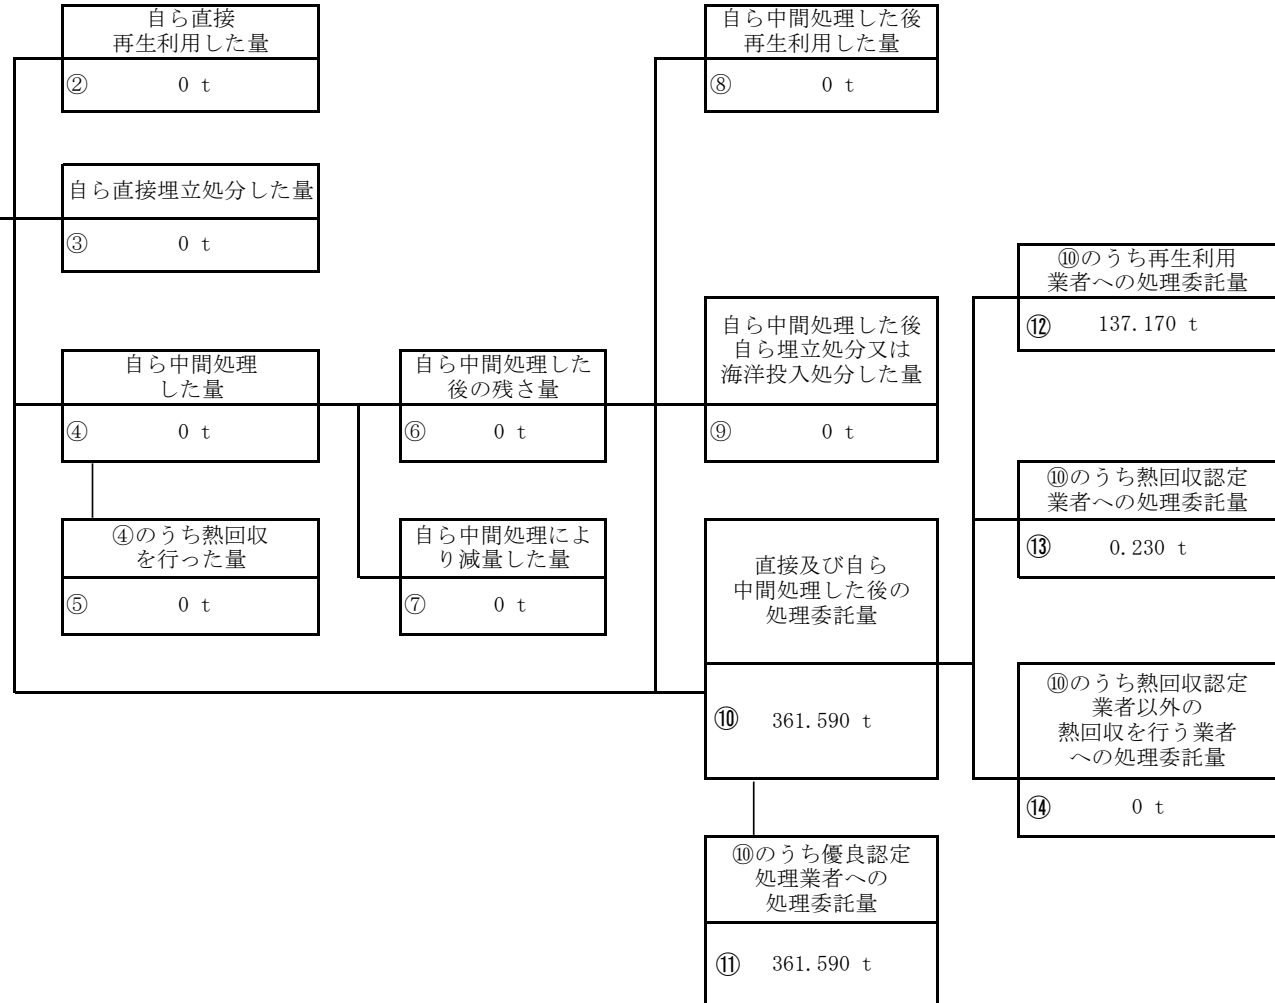 自ら直接
再生利用した量
② 0 t
自ら直接埋立処分した量
③ 0 t
自ら中間処理
した量
④ 0 t
④のうち熱回収
を行った量
⑤ 0 t
自ら中間処理した
後の残さ量
⑥ 0 t
自ら中間処理によ
り減量した量
⑦ 0 t
自ら中間処理した後
再生利用した量
⑧ 0 t
自ら中間処理した後
自ら埋立処分又は
海洋投入処分した量
⑨ 0 t
直接及び自ら
中間処理した後の
処理委託量
⑩ 361.590 t
⑩のうち優良認定
処理業者への
処理委託量
⑪ 361.590 t
⑩のうち再生利用
業者への処理委託量
⑫ 137.170 t
⑩のうち熱回収認定
業者への処理委託量
⑬ 0.230 t
⑩のうち熱回収認定
業者以外の
熱回収を行う業者
への処理委託量
⑭ 0 t